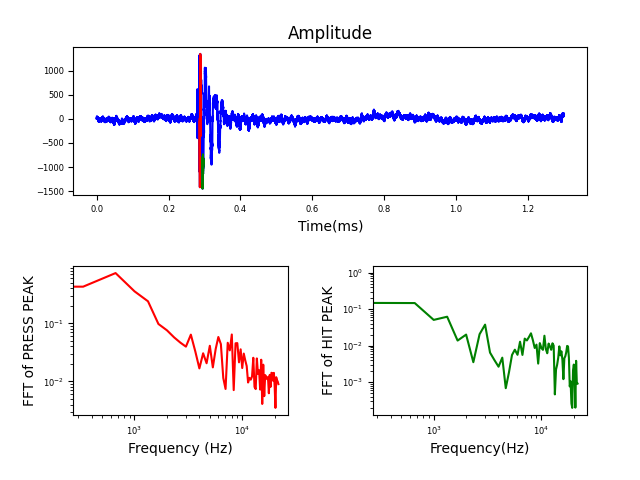 Amplitude
1000
500
0
−500
−1000
−1500
0.0 0.2 0.4 0.6 0.8 1.0 1.2
Time(ms)
FFT of PRESS PEAK
10⁻¹
10⁻²
10³ 10⁴
Frequency (Hz)
FFT of HIT PEAK
10⁰
10⁻¹
10⁻²
10⁻³
10³ 10⁴
Frequency(Hz)